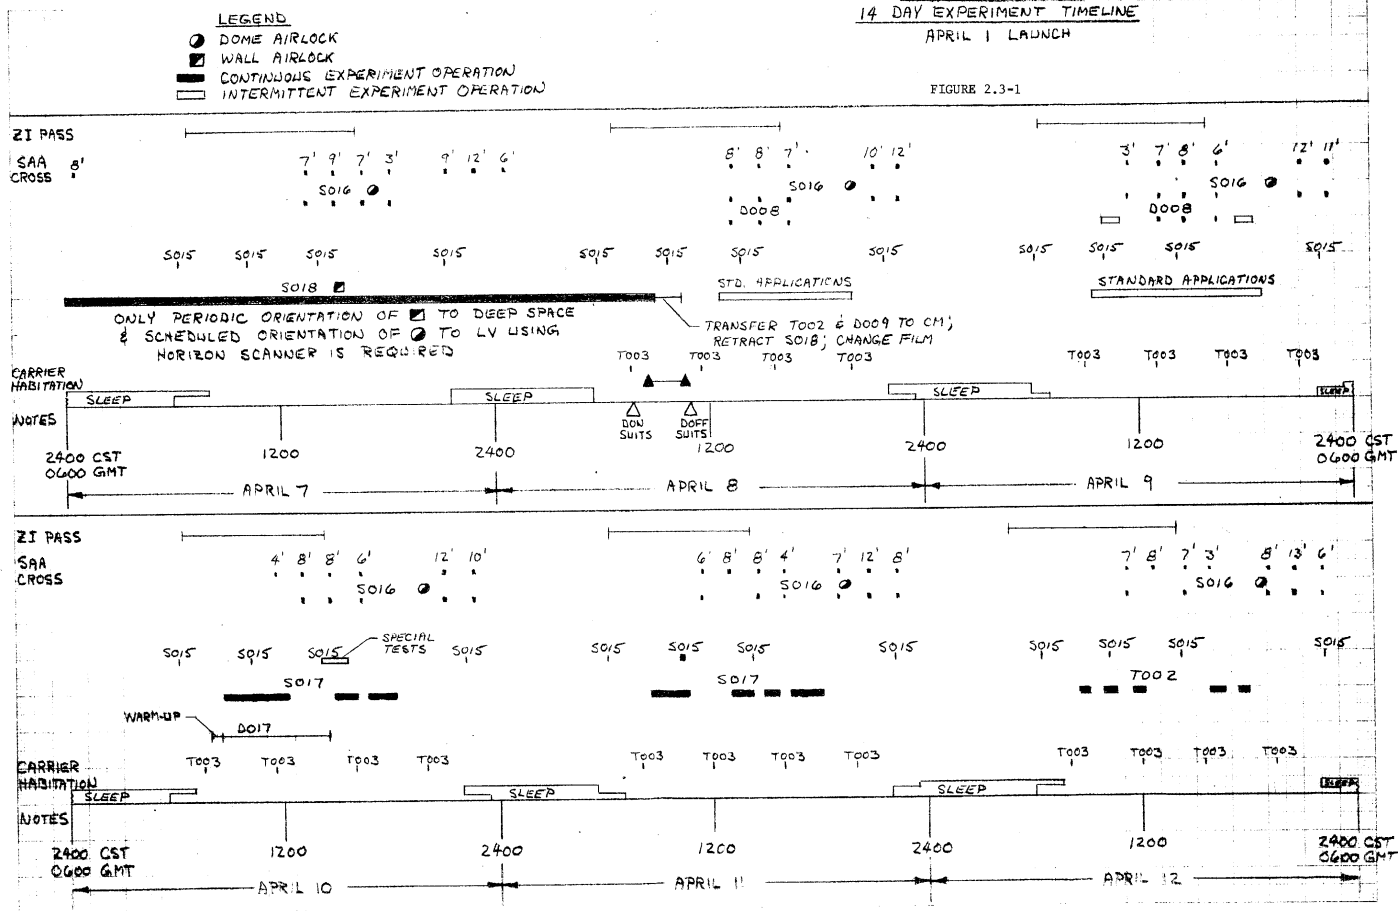 LEGEND
DOME AIRLOCK
WALL AIRLOCK
CONTINUOUS EXPERIMENT OPERATION
INTERMITTENT EXPERIMENT OPERATION
14 DAY EXPERIMENT TIMELINE
APRIL 1 LAUNCH
FIGURE 2.3-1
ZI PASS
SAA CROSS
8' 7' 9' 7' 3' 9' 12' 6' 8' 8' 7' 10' 12' 3' 7' 8' 6' 12' 11'
S016 S016 S016
D008 D008
S015 S015 S015 S015 S015 S015 S015 S015 S015 S015 S015 S015
S018
STD. APPLICATIONS
STANDARD APPLICATIONS
ONLY PERIODIC ORIENTATION OF TO DEEP SPACE
& SCHEDULED ORIENTATION OF TO LV USING
HORIZON SCANNER IS REQUIRED
TRANSFER T002 & D009 TO CM;
RETRACT S018; CHANGE FILM
T003 T003 T003 T003 T003 T003 T003 T003
CARRIER HABITATION
SLEEP SLEEP SLEEP SLEEP
NOTES
DON SUITS
DOFF SUITS
2400 CST 1200 2400 1200 2400 1200 2400 CST
0600 GMT 0600 GMT
APRIL 7 APRIL 8 APRIL 9
ZI PASS
SAA CROSS
4' 8' 8' 6' 12' 10' 6' 8' 8' 4' 7' 12' 8' 7' 8' 7' 3' 8' 13' 6'
S016 S016 S016
SPECIAL TESTS
S015 S015 S015 S015 S015 S015 S015 S015 S015 S015 S015 S015
S017 S017 T002
WARM-UP
D017
T003 T003 T003 T003 T003 T003 T003 T003 T003 T003 T003 T003
CARRIER HABITATION
SLEEP SLEEP SLEEP SLEEP
NOTES
2400 CST 1200 2400 1200 2400 1200 2400 CST
0600 GMT 0600 GMT
APRIL 10 APRIL 11 APRIL 12